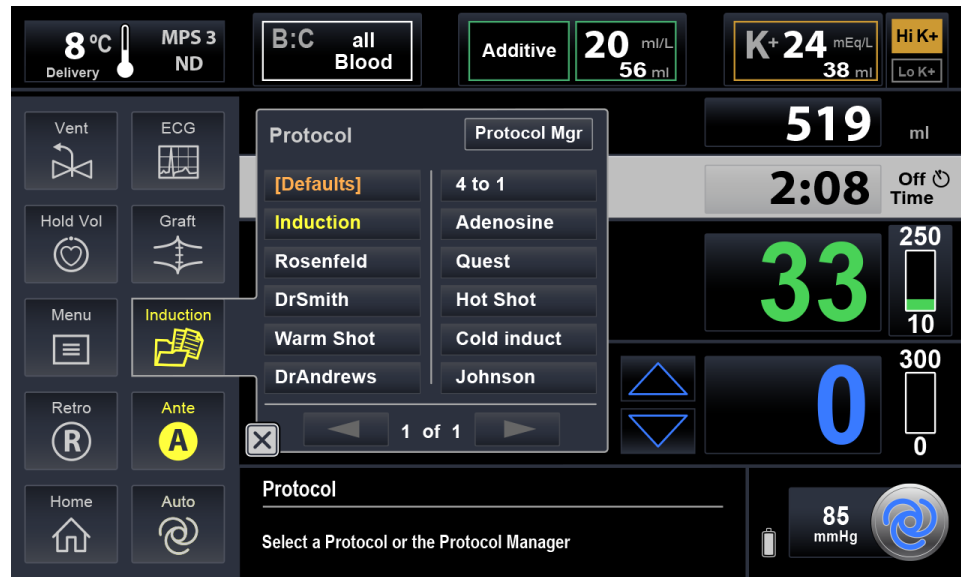 8 °C
Delivery
MPS 3
ND
B:C all
Blood
Additive
20 ml/L
56 ml
K+ 24 mEq/L
38 ml
Hi K+
Lo K+
Vent
ECG
Hold Vol
Graft
Menu
Induction
Retro
R
Ante
A
Home
Auto
Protocol
Protocol Mgr
[Defaults]
4 to 1
Induction
Adenosine
Rosenfeld
Quest
DrSmith
Hot Shot
Warm Shot
Cold induct
DrAndrews
Johnson
1 of 1
519 ml
2:08
Off
Time
33
250
10
0
300
0
Protocol
Select a Protocol or the Protocol Manager
85
mmHg